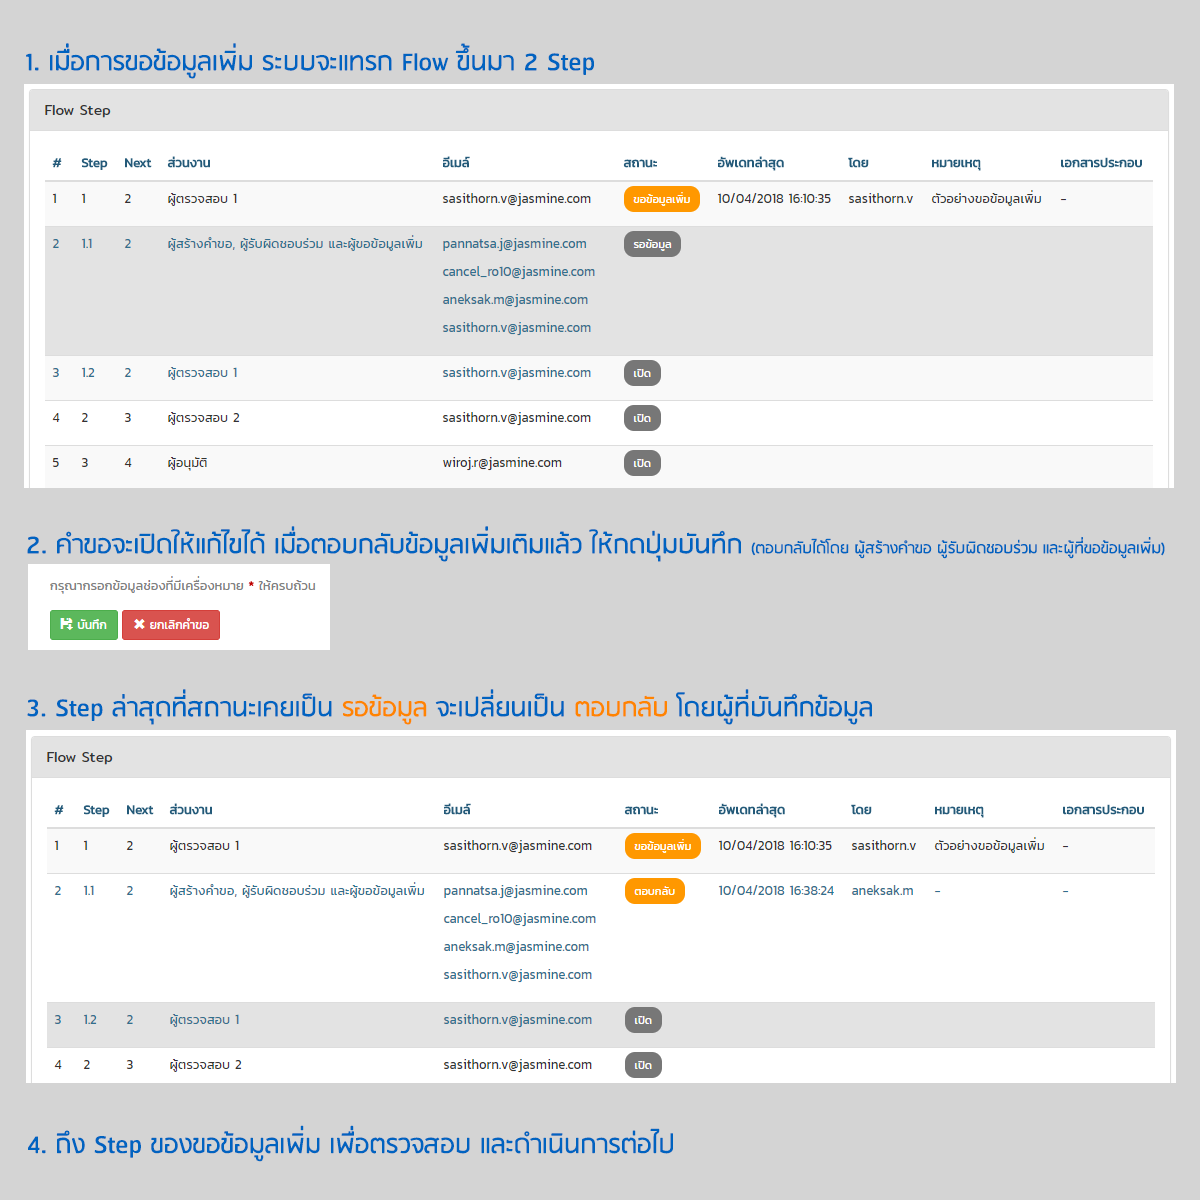 1. เมื่อการขอข้อมูลเพิ่ม ระบบจะแทรก Flow ขึ้นมา 2 Step
Flow Step
# Step Next ส่วนงาน อีเมล์ สถานะ อัพเดทล่าสุด โดย หมายเหตุ เอกสารประกอบ
1 1 2 ผู้ตรวจสอบ 1 sasithorn.v@jasmine.com ขอข้อมูลเพิ่ม 10/04/2018 16:10:35 sasithorn.v ตัวอย่างขอข้อมูลเพิ่ม -
2 1.1 2 ผู้สร้างคำขอ, ผู้รับผิดชอบร่วม และผู้ขอข้อมูลเพิ่ม pannatsa.j@jasmine.com รอข้อมูล
cancel_ro10@jasmine.com
aneksak.m@jasmine.com
sasithorn.v@jasmine.com
3 1.2 2 ผู้ตรวจสอบ 1 sasithorn.v@jasmine.com เปิด
4 2 3 ผู้ตรวจสอบ 2 sasithorn.v@jasmine.com เปิด
5 3 4 ผู้อนุมัติ wiroj.r@jasmine.com เปิด
2. คำขอจะเปิดให้แก้ไขได้ เมื่อตอบกลับข้อมูลเพิ่มเติมแล้ว ให้กดปุ่มบันทึก (ตอบกลับได้โดย ผู้สร้างคำขอ ผู้รับผิดชอบร่วม และผู้ที่ขอข้อมูลเพิ่ม)
กรุณากรอกข้อมูลช่องที่มีเครื่องหมาย * ให้ครบถ้วน
บันทึก ยกเลิกคำขอ
3. Step ล่าสุดที่สถานะเคยเป็น รอข้อมูล จะเปลี่ยนเป็น ตอบกลับ โดยผู้ที่บันทึกข้อมูล
Flow Step
# Step Next ส่วนงาน อีเมล์ สถานะ อัพเดทล่าสุด โดย หมายเหตุ เอกสารประกอบ
1 1 2 ผู้ตรวจสอบ 1 sasithorn.v@jasmine.com ขอข้อมูลเพิ่ม 10/04/2018 16:10:35 sasithorn.v ตัวอย่างขอข้อมูลเพิ่ม -
2 1.1 2 ผู้สร้างคำขอ, ผู้รับผิดชอบร่วม และผู้ขอข้อมูลเพิ่ม pannatsa.j@jasmine.com ตอบกลับ 10/04/2018 16:38:24 aneksak.m - -
cancel_ro10@jasmine.com
aneksak.m@jasmine.com
sasithorn.v@jasmine.com
3 1.2 2 ผู้ตรวจสอบ 1 sasithorn.v@jasmine.com เปิด
4 2 3 ผู้ตรวจสอบ 2 sasithorn.v@jasmine.com เปิด
4. ถึง Step ของขอข้อมูลเพิ่ม เพื่อตรวจสอบ และดำเนินการต่อไป